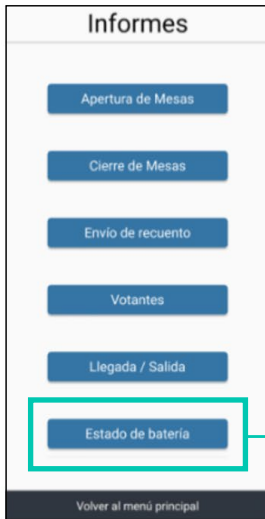 Informes
Apertura de Mesas
Cierre de Mesas
Envío de recuento
Votantes
Llegada / Salida
Estado de batería
Volver al menú principal